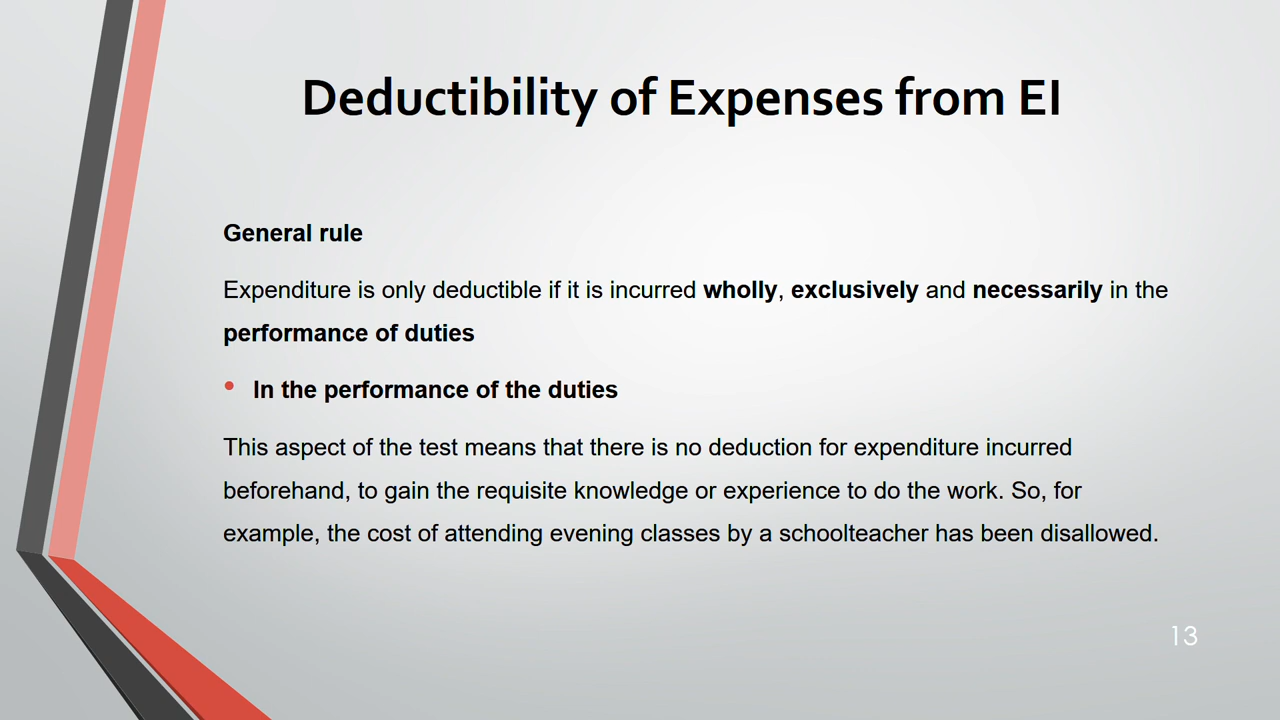 Deductibility of Expenses from EI
General rule
Expenditure is only deductible if it is incurred wholly, exclusively and necessarily in the
performance of duties
• In the performance of the duties
This aspect of the test means that there is no deduction for expenditure incurred
beforehand, to gain the requisite knowledge or experience to do the work. So, for
example, the cost of attending evening classes by a schoolteacher has been disallowed.
13